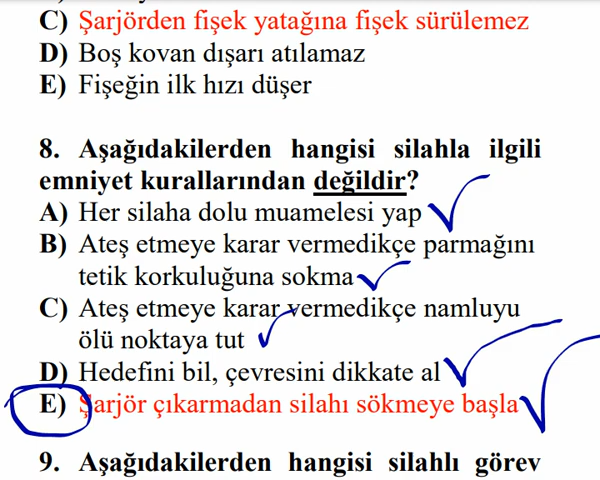 C) Şarjörden fişek yatağına fişek sürülemez
D) Boş kovan dışarı atılamaz
E) Fişeğin ilk hızı düşer
8. Aşağıdakilerden hangisi silahla ilgili
emniyet kurallarından değildir?
A) Her silaha dolu muamelesi yap
B) Ateş etmeye karar vermedikçe parmağını
tetik korkuluğuna sokma
C) Ateş etmeye karar vermedikçe namluyu
ölü noktaya tut
D) Hedefini bil, çevresini dikkate al
E) Şarjör çıkarmadan silahı sökmeye başla
9. Aşağıdakilerden hangisi silahlı görev